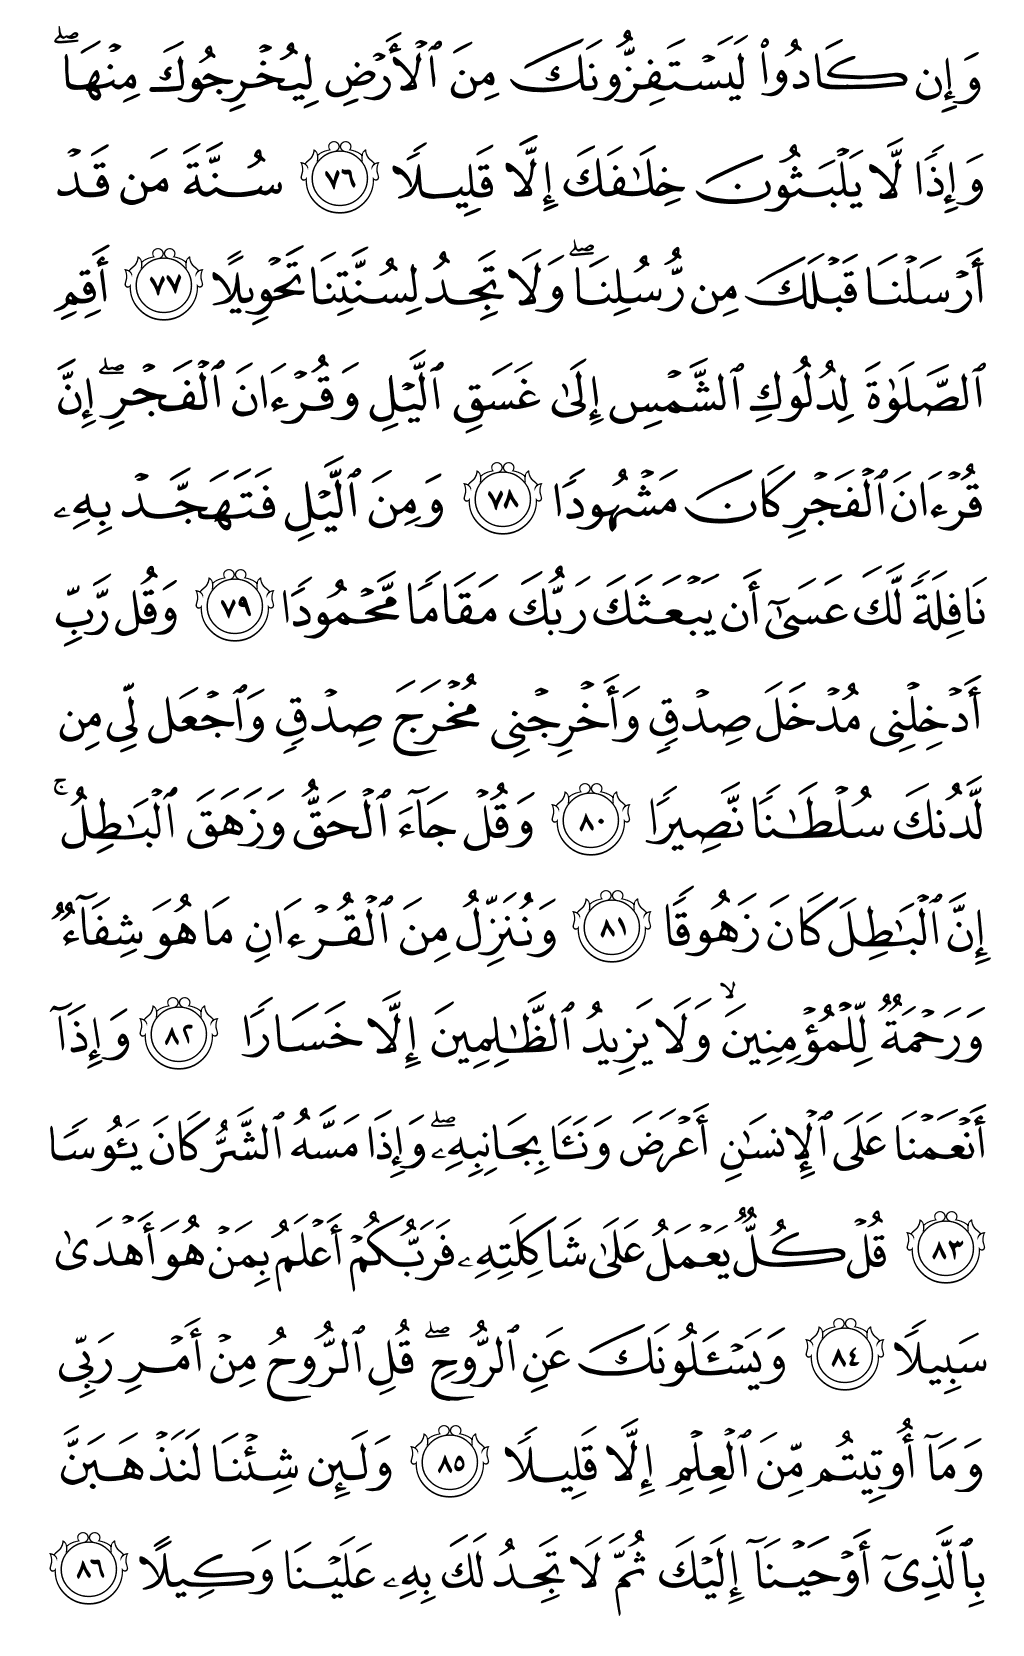 وَإِن كَادُوا۟ لَيَسْتَفِزُّونَكَ مِنَ ٱلْأَرْضِ لِيُخْرِجُوكَ مِنْهَا ۖ
وَإِذًا لَّا يَلْبَثُونَ خِلَـٰفَكَ إِلَّا قَلِيلًا ٧٦ سُنَّةَ مَن قَدْ
أَرْسَلْنَا قَبْلَكَ مِن رُّسُلِنَا ۖ وَلَا تَجِدُ لِسُنَّتِنَا تَحْوِيلًا ٧٧ أَقِمِ
ٱلصَّلَوٰةَ لِدُلُوكِ ٱلشَّمْسِ إِلَىٰ غَسَقِ ٱلَّيْلِ وَقُرْءَانَ ٱلْفَجْرِ ۖ إِنَّ
قُرْءَانَ ٱلْفَجْرِ كَانَ مَشْهُودًا ٧٨ وَمِنَ ٱلَّيْلِ فَتَهَجَّدْ بِهِۦ
نَافِلَةً لَّكَ عَسَىٰٓ أَن يَبْعَثَكَ رَبُّكَ مَقَامًا مَّحْمُودًا ٧٩ وَقُل رَّبِّ
أَدْخِلْنِى مُدْخَلَ صِدْقٍ وَأَخْرِجْنِى مُخْرَجَ صِدْقٍ وَٱجْعَل لِّى مِن
لَّدُنكَ سُلْطَـٰنًا نَّصِيرًا ٨٠ وَقُلْ جَآءَ ٱلْحَقُّ وَزَهَقَ ٱلْبَـٰطِلُ ۚ
إِنَّ ٱلْبَـٰطِلَ كَانَ زَهُوقًا ٨١ وَنُنَزِّلُ مِنَ ٱلْقُرْءَانِ مَا هُوَ شِفَآءٌ
وَرَحْمَةٌ لِّلْمُؤْمِنِينَ ۙ وَلَا يَزِيدُ ٱلظَّـٰلِمِينَ إِلَّا خَسَارًا ٨٢ وَإِذَآ
أَنْعَمْنَا عَلَى ٱلْإِنسَـٰنِ أَعْرَضَ وَنَـَٔا بِجَانِبِهِۦ ۖ وَإِذَا مَسَّهُ ٱلشَّرُّ كَانَ يَـُٔوسًا
٨٣ قُلْ كُلٌّ يَعْمَلُ عَلَىٰ شَاكِلَتِهِۦ فَرَبُّكُمْ أَعْلَمُ بِمَنْ هُوَ أَهْدَىٰ
سَبِيلًا ٨٤ وَيَسْـَٔلُونَكَ عَنِ ٱلرُّوحِ ۖ قُلِ ٱلرُّوحُ مِنْ أَمْرِ رَبِّى
وَمَآ أُوتِيتُم مِّنَ ٱلْعِلْمِ إِلَّا قَلِيلًا ٨٥ وَلَئِن شِئْنَا لَنَذْهَبَنَّ
بِٱلَّذِىٓ أَوْحَيْنَآ إِلَيْكَ ثُمَّ لَا تَجِدُ لَكَ بِهِۦ عَلَيْنَا وَكِيلًا ٨٦